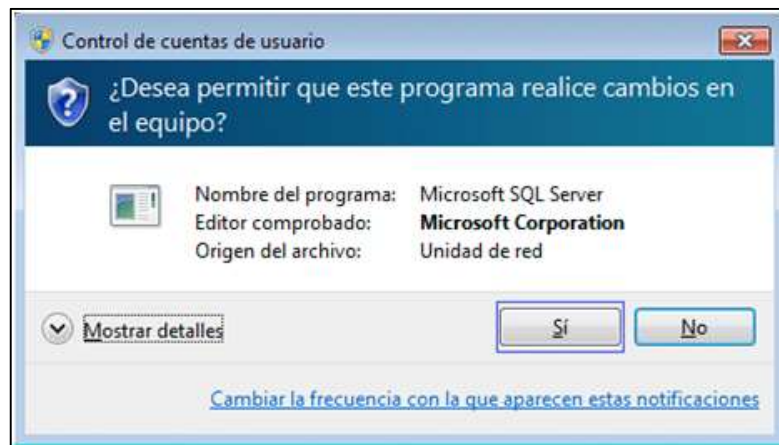 Control de cuentas de usuario
¿Desea permitir que este programa realice cambios en
el equipo?
Nombre del programa: Microsoft SQL Server
Editor comprobado: Microsoft Corporation
Origen del archivo: Unidad de red
Mostrar detalles Sí No
Cambiar la frecuencia con la que aparecen estas notificaciones